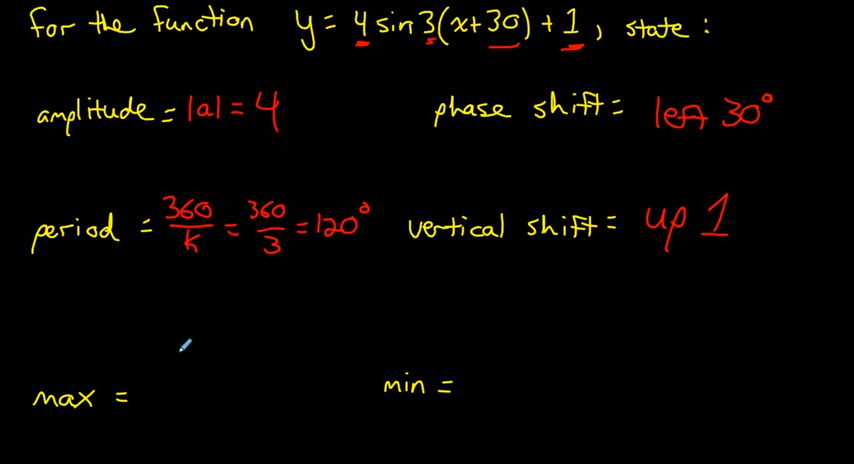 for the function y = 4 sin 3(x+30) + 1, state :
amplitude = |a| = 4 phase shift = left 30°
period = 360/k = 360/3 = 120° vertical shift = up 1
max = min =